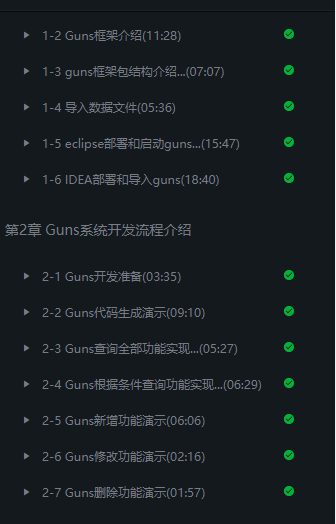 1-2 Guns框架介绍(11:28)
1-3 guns框架包结构介绍...(07:07)
1-4 导入数据文件(05:36)
1-5 eclipse部署和启动guns...(15:47)
1-6 IDEA部署和导入guns(18:40)
第2章 Guns系统开发流程介绍
2-1 Guns开发准备(03:35)
2-2 Guns代码生成演示(09:10)
2-3 Guns查询全部功能实现...(05:27)
2-4 Guns根据条件查询功能实现...(06:29)
2-5 Guns新增功能演示(06:06)
2-6 Guns修改功能演示(02:16)
2-7 Guns删除功能演示(01:57)